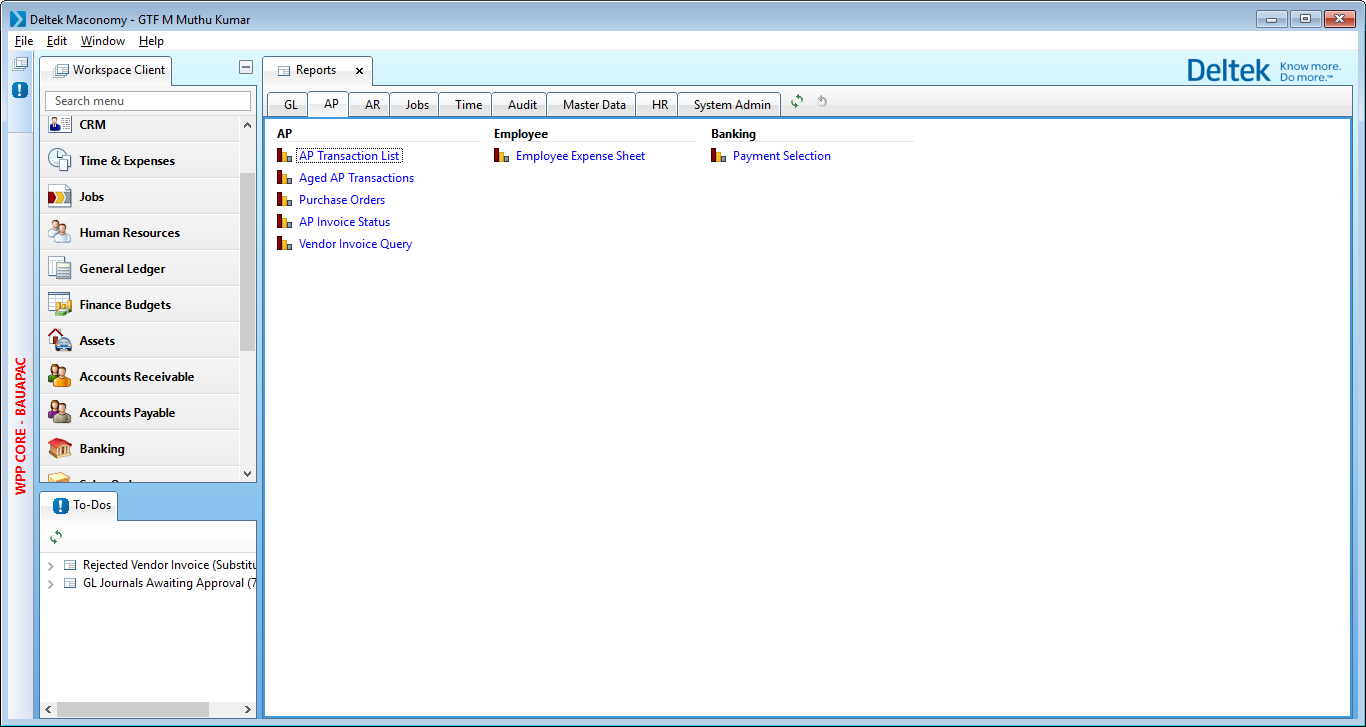 Deltek Maconomy - GTF M Muthu Kumar
File Edit Window Help
Workspace Client
Search menu
CRM
Time & Expenses
Jobs
Human Resources
General Ledger
Finance Budgets
Assets
Accounts Receivable
Accounts Payable
Banking
WPP CORE - BAUAPAC
To-Dos
Rejected Vendor Invoice (Substitu
GL Journals Awaiting Approval (7
Reports
Deltek Know more.
Do more.™
GL AP AR Jobs Time Audit Master Data HR System Admin
AP
AP Transaction List
Aged AP Transactions
Purchase Orders
AP Invoice Status
Vendor Invoice Query
Employee
Employee Expense Sheet
Banking
Payment Selection